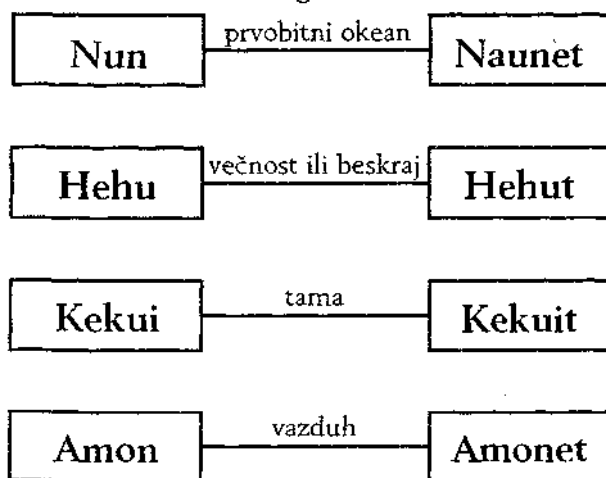 Nun prvobitni okean Naunet
Hehu večnost ili beskraj Hehut
Kekui tama Kekuit
Amon vazduh Amonet